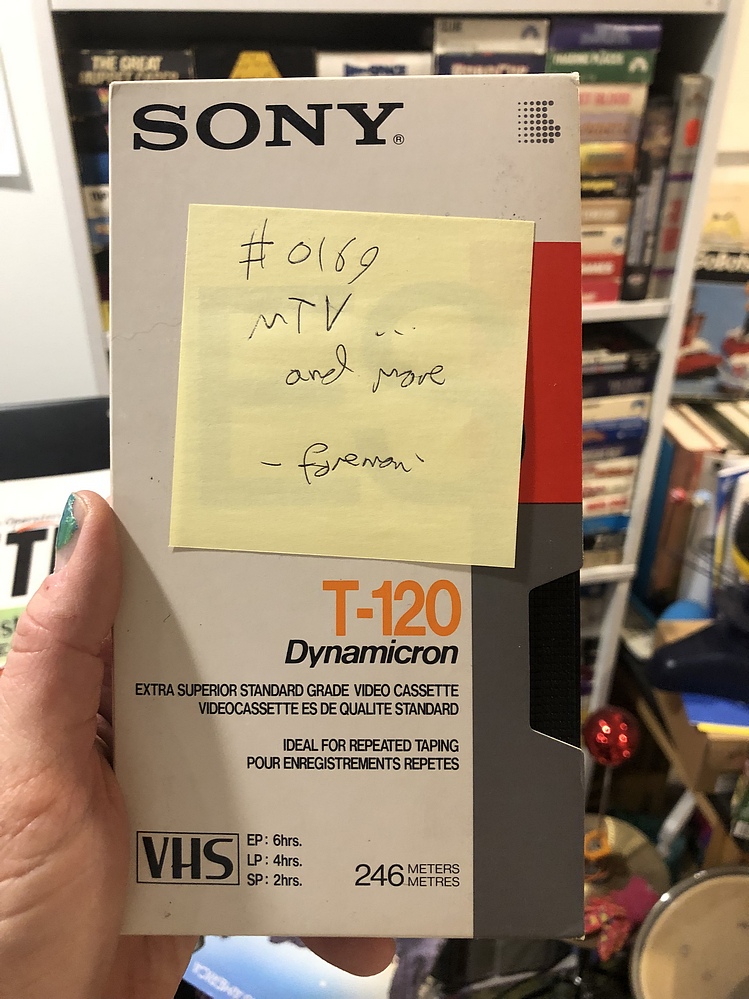 SONY®
#0169
MTV ...
and more
- foreman
T-120
Dynamicron
EXTRA SUPERIOR STANDARD GRADE VIDEO CASSETTE
VIDEOCASSETTE ES DE QUALITE STANDARD
IDEAL FOR REPEATED TAPING
POUR ENREGISTREMENTS REPETES
VHS
EP: 6hrs.
LP: 4hrs.
SP: 2hrs.
246 METERS
METRES
THE GREAT